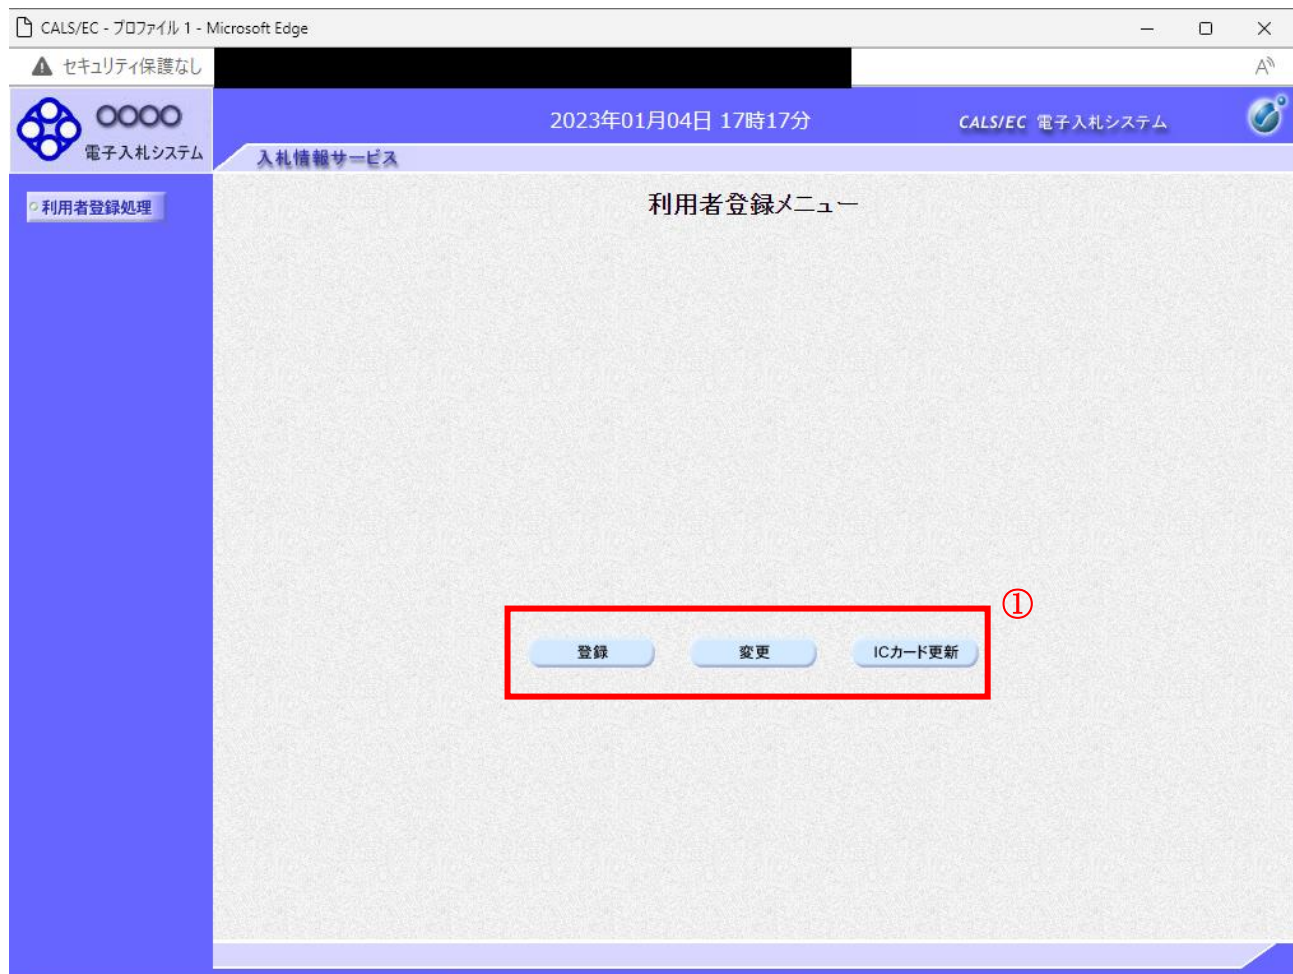 CALS/EC - プロファイル 1 - Microsoft Edge
セキュリティ保護なし
〇〇〇〇
電子入札システム
2023年01月04日 17時17分
CALS/EC 電子入札システム
入札情報サービス
利用者登録処理
利用者登録メニュー
①
登録 変更 ICカード更新